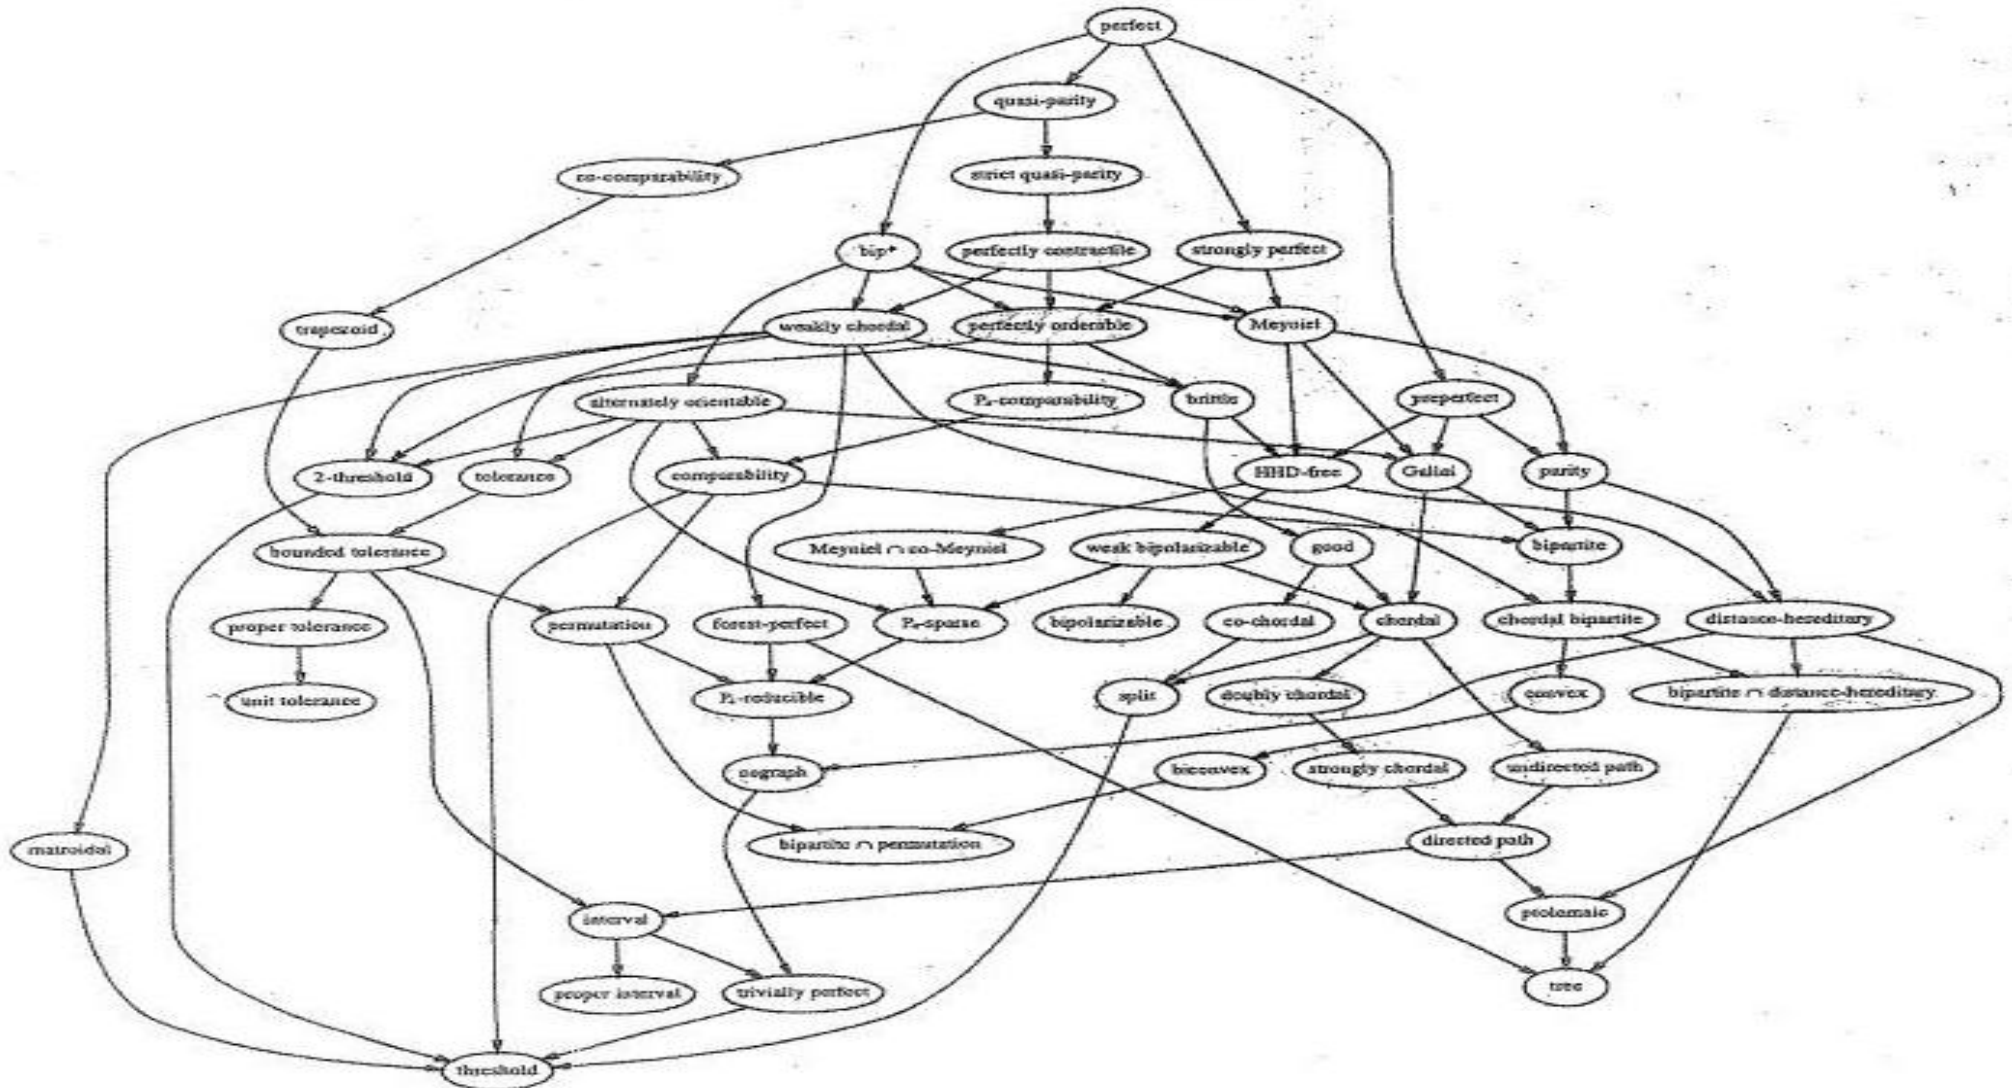 perfect
quasi-parity
co-comparability
strict quasi-parity
bip*
perfectly contractile
strongly perfect
trapezoid
weakly chordal
perfectly orderable
Meyniel
alternately orientable
P₄-comparability
brittle
preperfect
2-threshold
tolerance
comparability
HHD-free
Gallai
parity
bounded tolerance
Meyniel ∩ co-Meyniel
weak bipolarizable
good
bipartite
proper tolerance
permutation
forest-perfect
P₄-sparse
bipolarizable
co-chordal
chordal
chordal bipartite
distance-hereditary
unit tolerance
P₄-reducible
split
doubly chordal
convex
bipartite ∩ distance-hereditary
cograph
biconvex
strongly chordal
undirected path
matroidal
bipartite ∩ permutation
directed path
interval
ptolemaic
proper interval
trivially perfect
tree
threshold